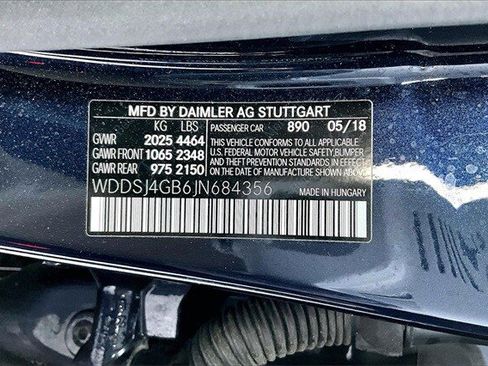 MFD BY DAIMLER AG STUTTGART
KG LBS PASSENGER CAR 890 05/18
GVWR 2025 4464 THIS VEHICLE CONFORMS TO ALL APPLICABLE
GAWR FRONT 1065 2348 U.S. FEDERAL MOTOR VEHICLE SAFETY,BUMPER
GAWR REAR 975 2150 AND THEFT PREVENTION STANDARDS IN EFFECT
ON THE DATE OF MANUFACTURE SHOWN ABOVE.
WDDSJ4GB6JN684356 MADE IN HUNGARY